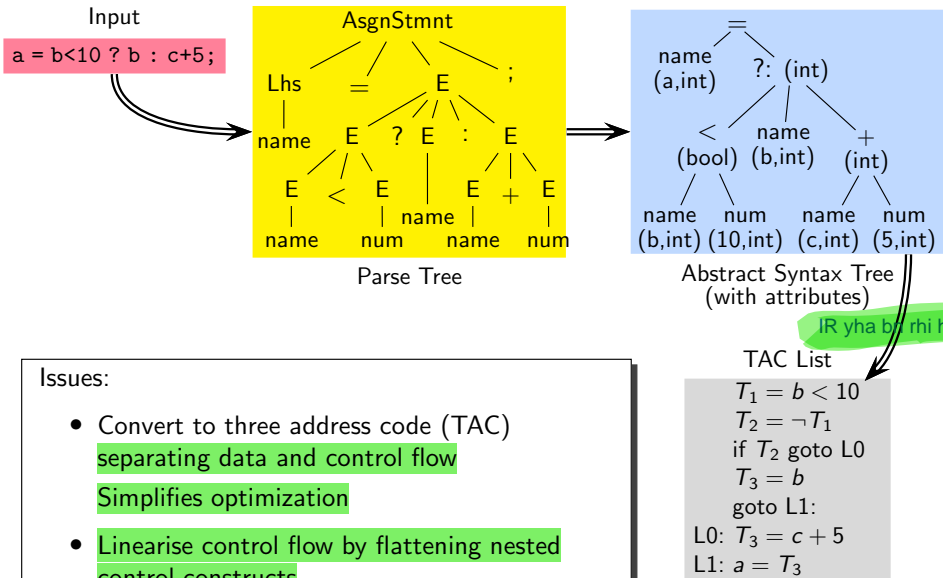 Input
a = b<10 ? b : c+5;
AsgnStmnt
Lhs = E ;
name E ? E : E
E < E name E + E
name num name num
Parse Tree
=
name ?: (int)
(a,int)
< name +
(bool) (b,int) (int)
name num name num
(b,int) (10,int) (c,int) (5,int)
Abstract Syntax Tree
(with attributes)
IR yha rhi
TAC List
T₁ = b < 10
T₂ = ¬T₁
if T₂ goto L0
T₃ = b
goto L1:
L0: T₃ = c + 5
L1: a = T₃
Issues:
• Convert to three address code (TAC)
separating data and control flow
Simplifies optimization
• Linearise control flow by flattening nested
control constructs